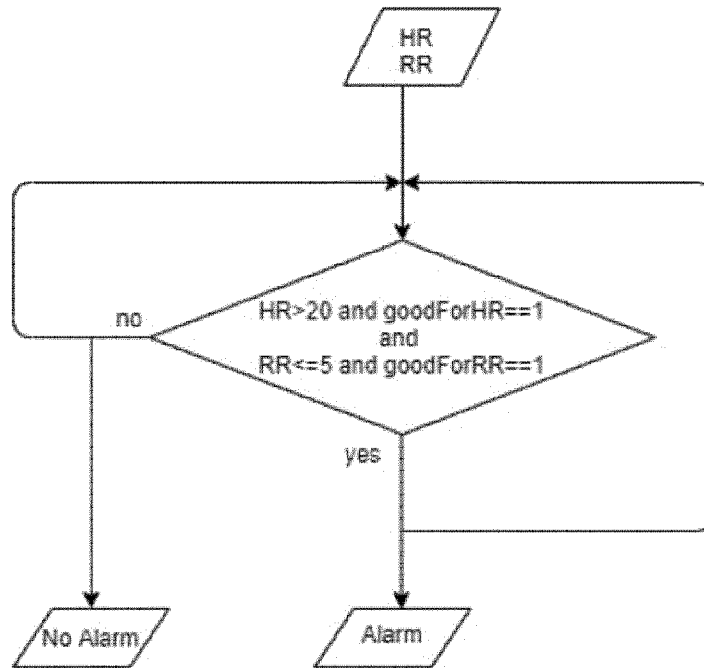 HR
RR
no
HR>20 and goodForHR==1
and
RR<=5 and goodForRR==1
yes
No Alarm
Alarm